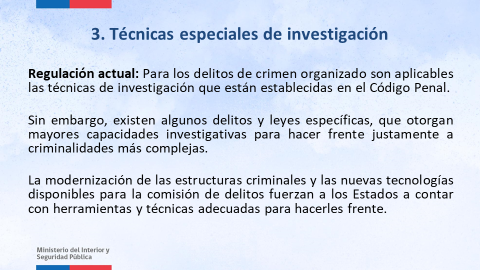 3. Técnicas especiales de investigación
Regulación actual: Para los delitos de crimen organizado son aplicables
las técnicas de investigación que están establecidas en el Código Penal.
Sin embargo, existen algunos delitos y leyes específicas, que otorgan
mayores capacidades investigativas para hacer frente justamente a
criminalidades más complejas.
La modernización de las estructuras criminales y las nuevas tecnologías
disponibles para la comisión de delitos fuerzan a los Estados a contar
con herramientas y técnicas adecuadas para hacerles frente.
Ministerio del Interior y
Seguridad Pública